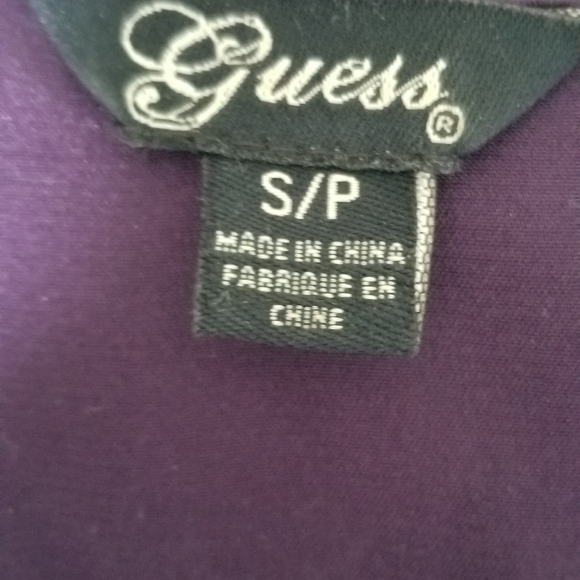 Guess®
S/P
MADE IN CHINA
FABRIQUE EN
CHINE